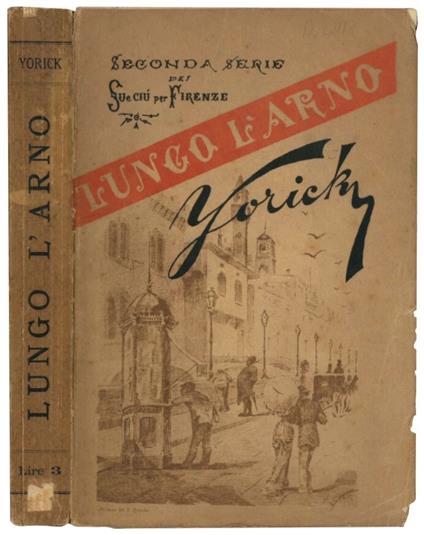 YORICK
LUNGO L'ARNO
Lire 3
SECONDA SERIE
DEI
SU e GIÙ per FIRENZE
LUNGO L'ARNO
Yorick